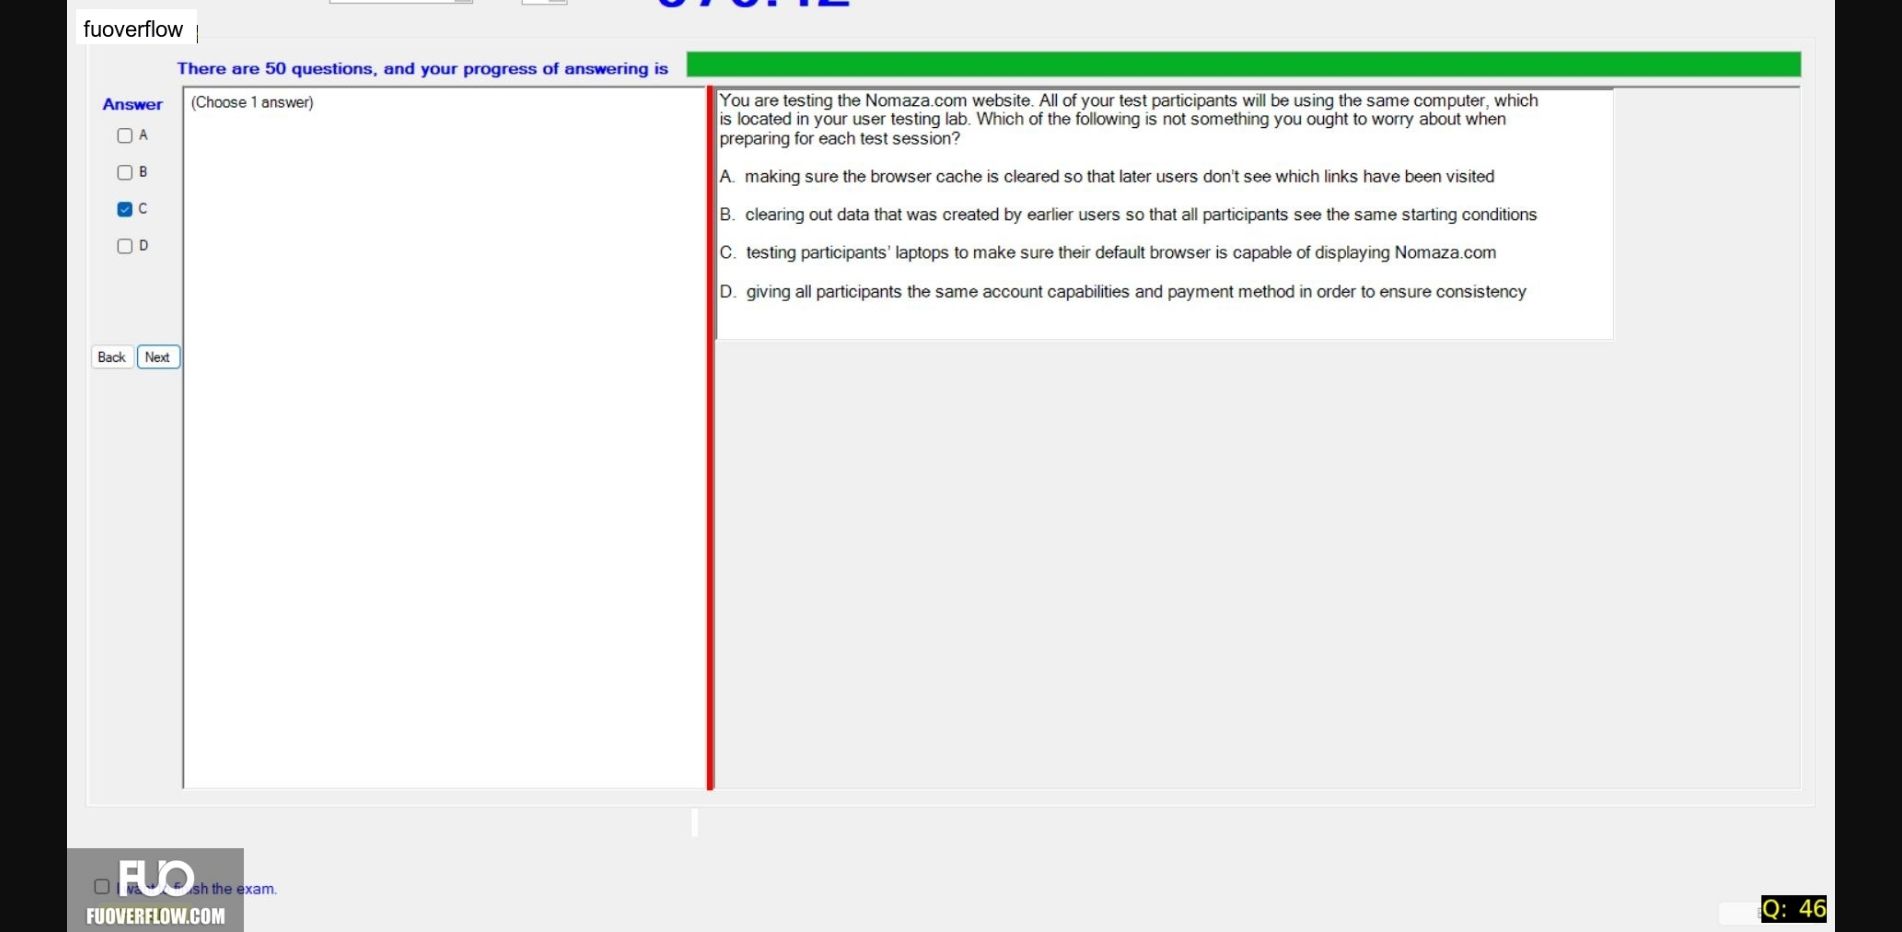 fuoverflow
There are 50 questions, and your progress of answering is
Answer
(Choose 1 answer)
A
B
C
D
Back Next
You are testing the Nomaza.com website. All of your test participants will be using the same computer, which
is located in your user testing lab. Which of the following is not something you ought to worry about when
preparing for each test session?
A. making sure the browser cache is cleared so that later users don't see which links have been visited
B. clearing out data that was created by earlier users so that all participants see the same starting conditions
C. testing participants' laptops to make sure their default browser is capable of displaying Nomaza.com
D. giving all participants the same account capabilities and payment method in order to ensure consistency
FUO
the exam.
FUOVERFLOW.COM
Q: 46